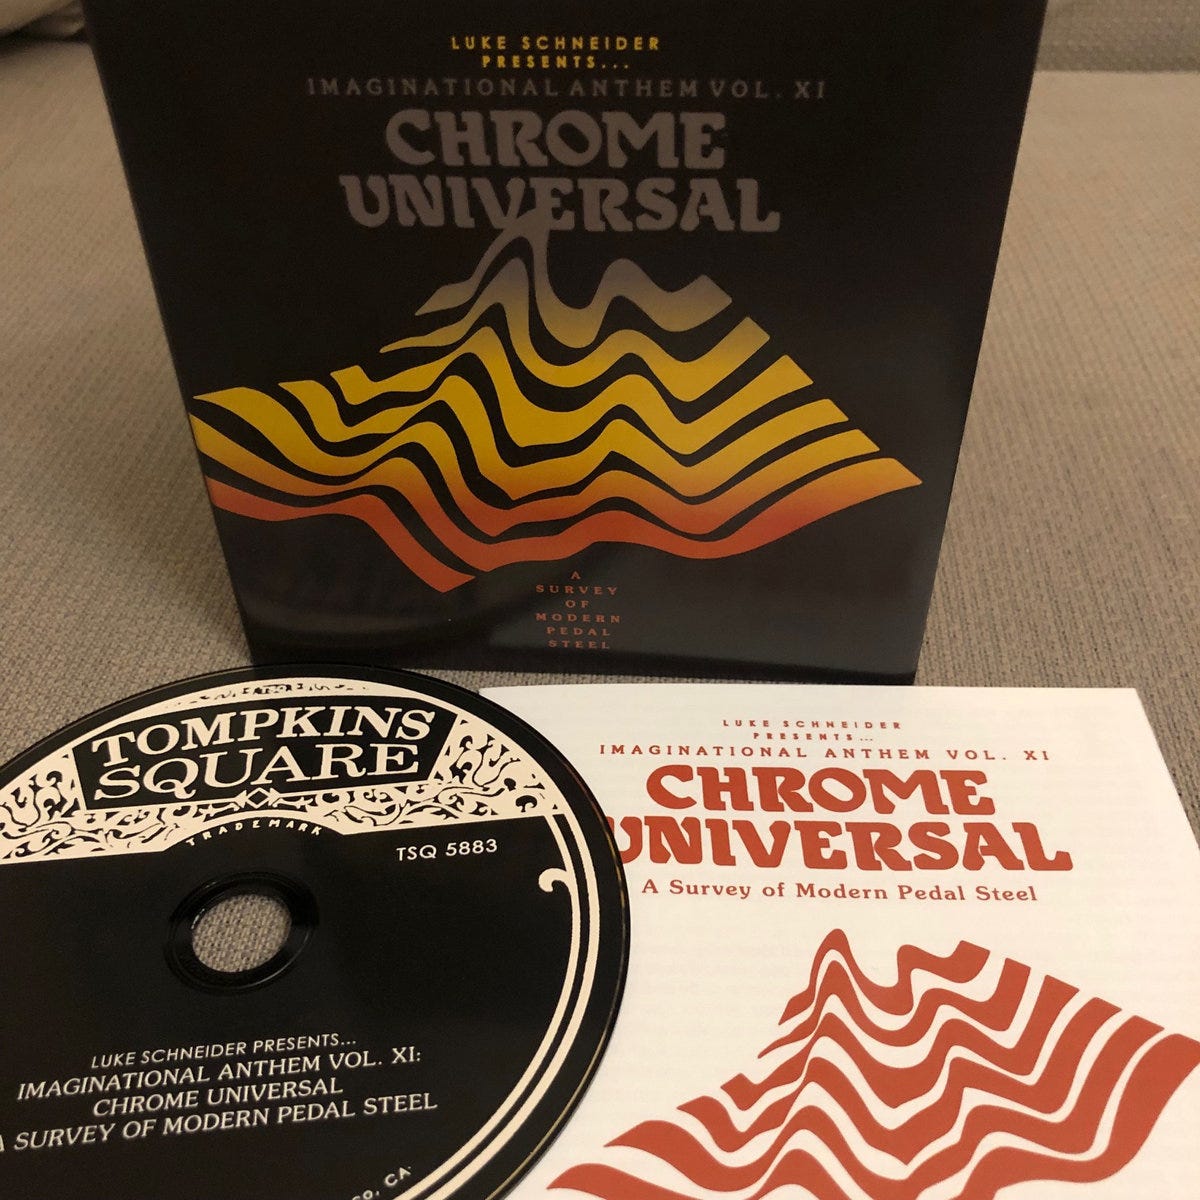 LUKE SCHNEIDER
PRESENTS...
IMAGINATIONAL ANTHEM VOL. XI
CHROME
UNIVERSAL
A
SURVEY
OF
MODERN
PEDAL
STEEL
TOMPKINS
SQUARE
TRADEMARK
TSQ 5883
LUKE SCHNEIDER PRESENTS...
IMAGINATIONAL ANTHEM VOL. XI:
CHROME UNIVERSAL
A SURVEY OF MODERN PEDAL STEEL
CO, CA
LUKE SCHNEIDER
PRESENTS...
IMAGINATIONAL ANTHEM VOL. XI
CHROME
UNIVERSAL
A Survey of Modern Pedal Steel